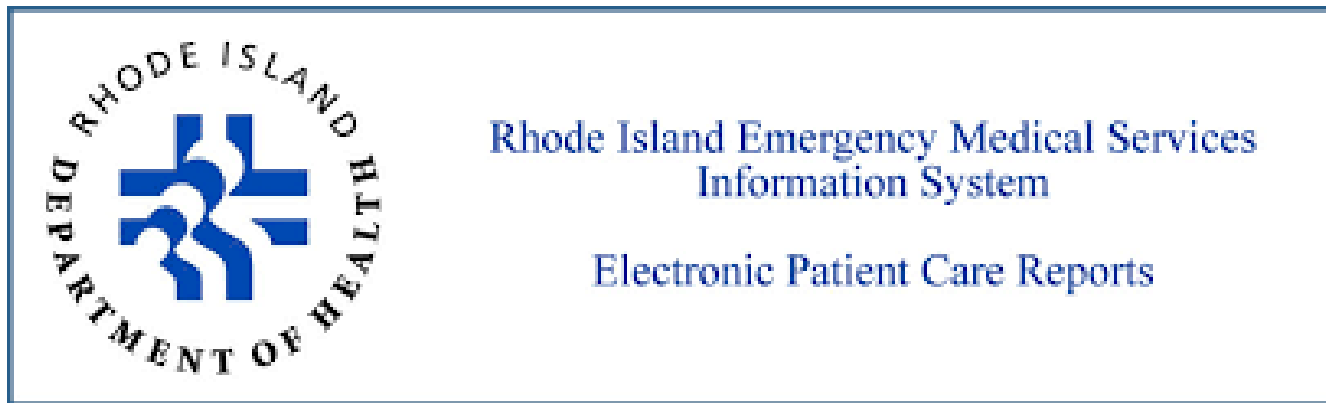 RHODE ISLAND
DEPARTMENT OF HEALTH
Rhode Island Emergency Medical Services
Information System
Electronic Patient Care Reports